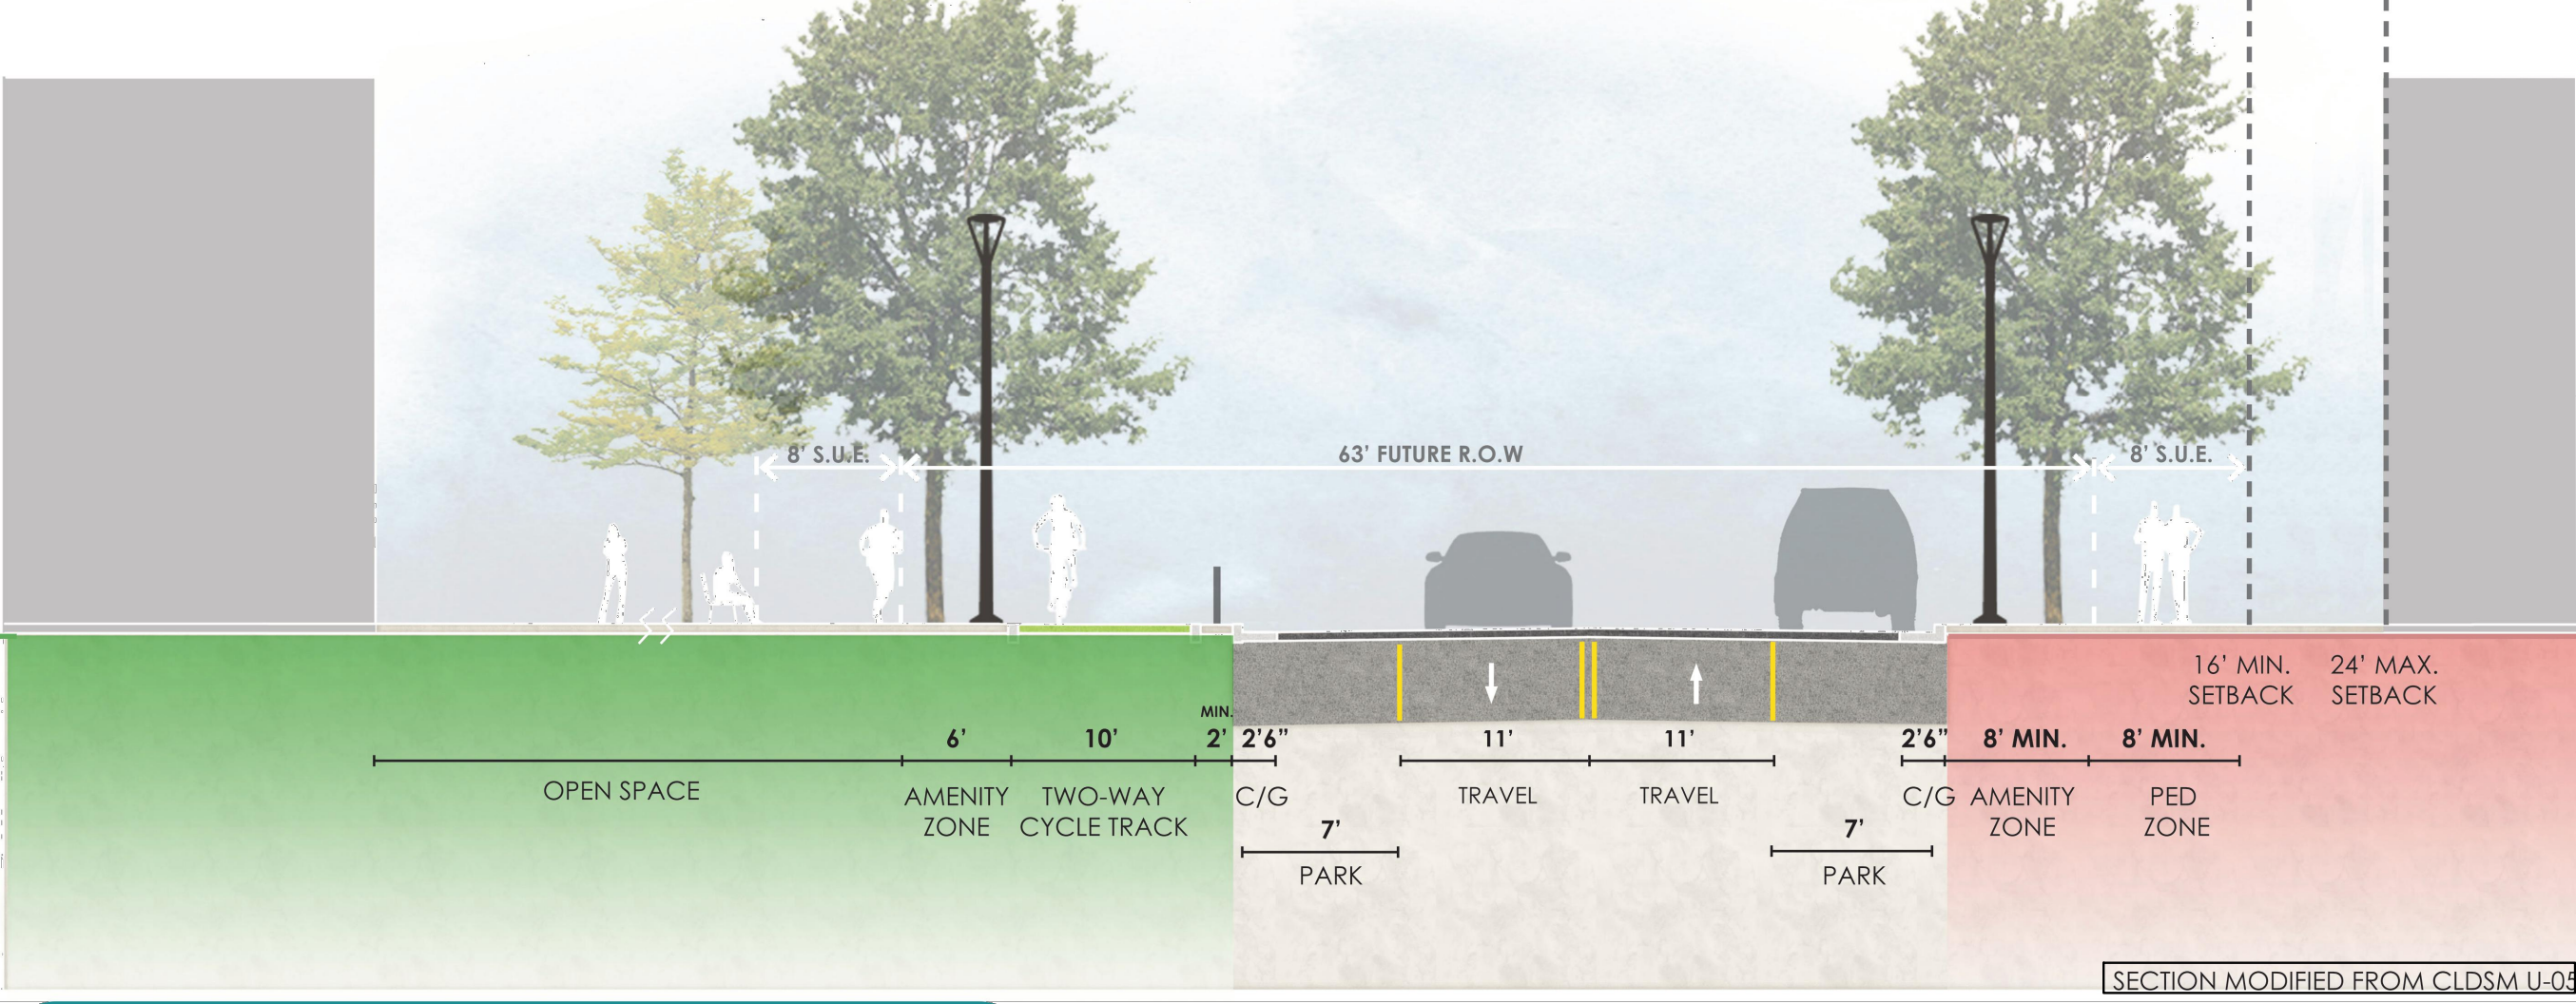 8' S.U.E.
63' FUTURE R.O.W
8' S.U.E.
16' MIN.
SETBACK
24' MAX.
SETBACK
MIN.
6'
10'
2'
2'6"
11'
11'
2'6"
8' MIN.
8' MIN.
OPEN SPACE
AMENITY
ZONE
TWO-WAY
CYCLE TRACK
C/G
TRAVEL
TRAVEL
C/G
AMENITY
ZONE
PED
ZONE
7'
PARK
7'
PARK
SECTION MODIFIED FROM CLDSM U-05